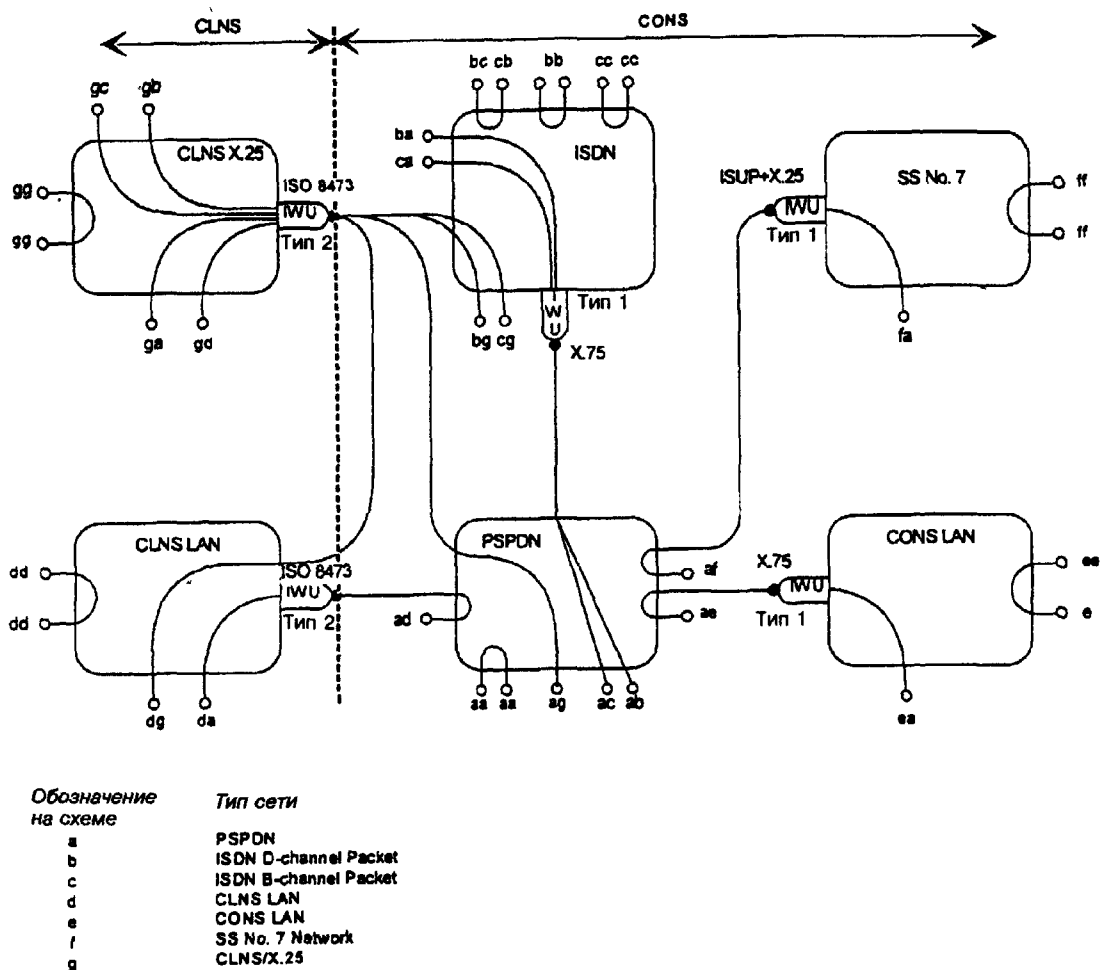 CLNS
CONS
bc cb bb cc cc
gc gb
ba
ca
ISDN
CLNS X.25
ISO 8473
IWU
Тип 2
gg
gg
ga gd
ISUP+X.25
IWU
Тип 1
SS No. 7
ff
ff
fa
W
U
Тип 1
X.75
bg cg
CLNS LAN
ISO 8473
IWU
Тип 2
dd
dd
dg da
PSPDN
ad
af
ae
aa aa ag ac ab
X.75
IWU
Тип 1
CONS LAN
ee
e
ea
Обозначение
на схеме
Тип сети
a PSPDN
b ISDN D-channel Packet
c ISDN B-channel Packet
d CLNS LAN
e CONS LAN
f SS No. 7 Network
g CLNS/X.25